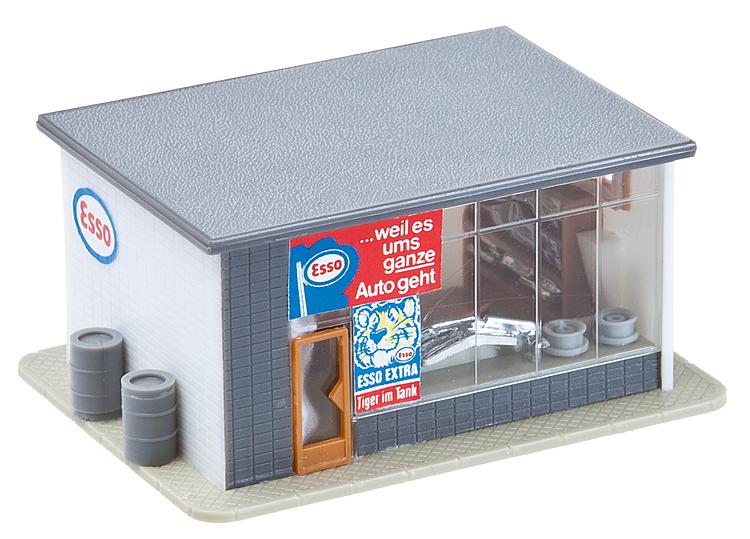 Esso
...weil es
ums
ganze
Auto geht
Esso
Esso
ESSO EXTRA
Tiger im Tank